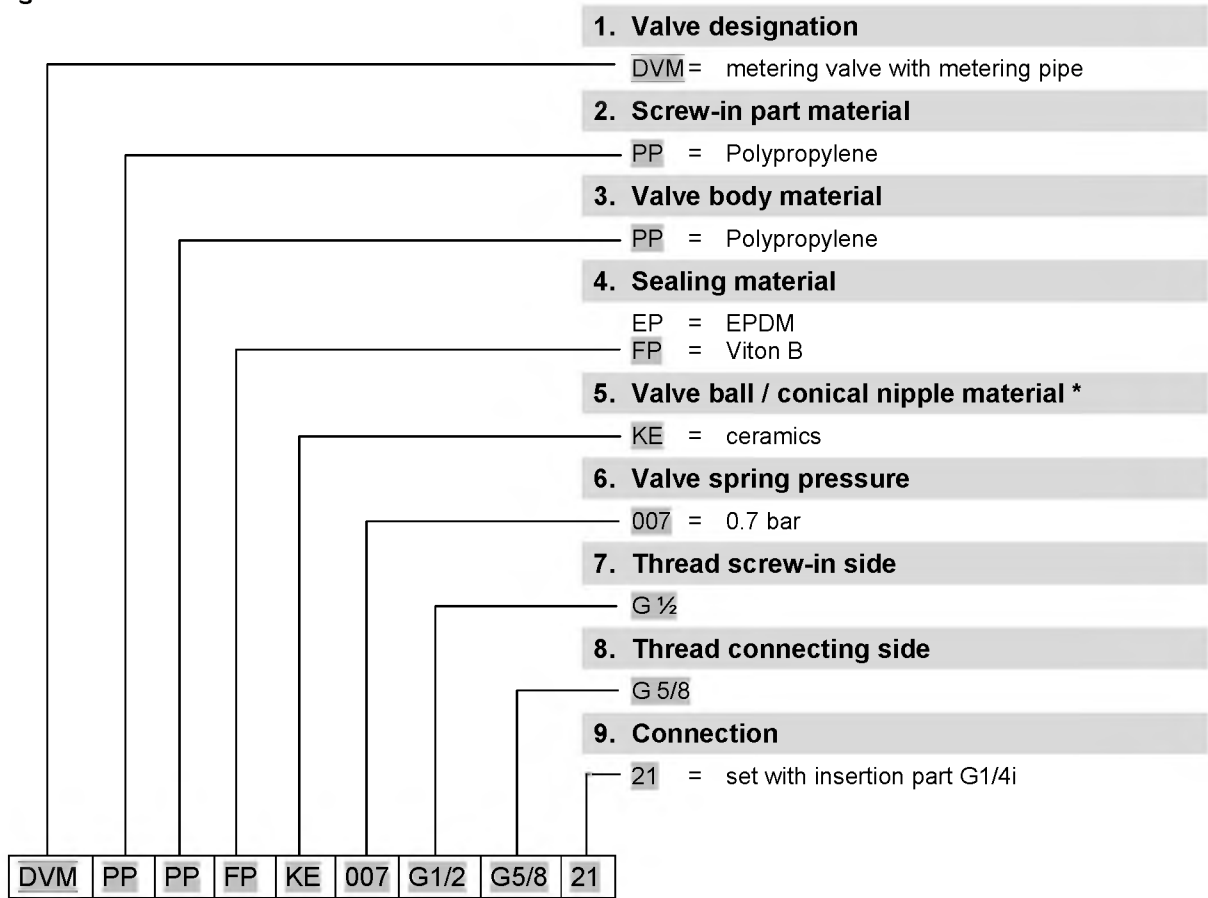 g
1. Valve designation
DVM = metering valve with metering pipe
2. Screw-in part material
PP = Polypropylene
3. Valve body material
PP = Polypropylene
4. Sealing material
EP = EPDM
FP = Viton B
5. Valve ball / conical nipple material *
KE = ceramics
6. Valve spring pressure
007 = 0.7 bar
7. Thread screw-in side
G ½
8. Thread connecting side
G 5/8
9. Connection
21 = set with insertion part G1/4i
DVM PP PP FP KE 007 G1/2 G5/8 21